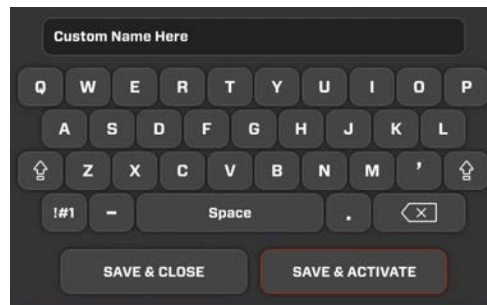 Custom Name Here
Q W E R T Y U I O P
A S D F G H J K L
Z X C V B N M '
!#1 - Space .
SAVE & CLOSE SAVE & ACTIVATE